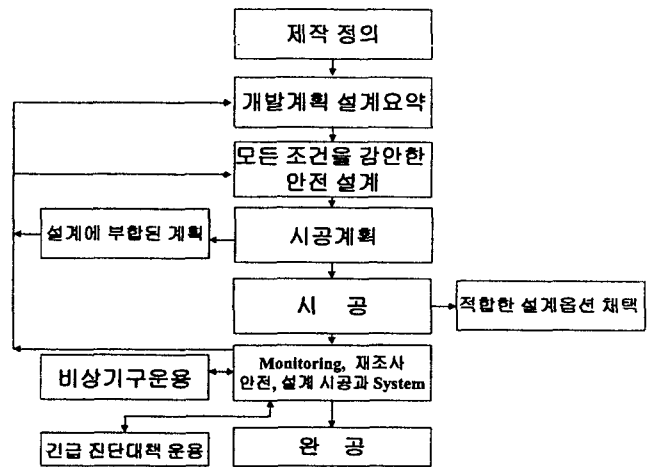 제작 정의
개발계획 설계요약
모든 조건을 감안한
안전 설계
설계에 부합된 계획
시공계획
시 공
적합한 설계옵션 채택
Monitoring, 재조사
안전, 설계 시공과 System
비상기구운용
긴급 진단대책 운용
완 공